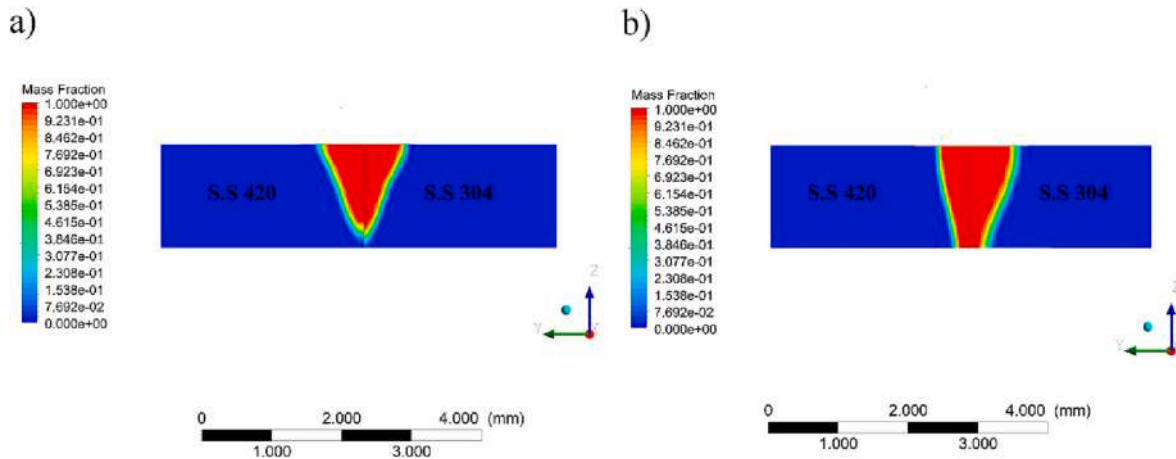 a)
Mass Fraction
1.000e+00
9.231e-01
8.462e-01
7.692e-01
6.923e-01
6.154e-01
5.385e-01
4.615e-01
3.846e-01
3.077e-01
2.308e-01
1.538e-01
7.692e-02
0.000e+00
S.S 420 S.S 304
Z
Y
0 2.000 4.000 (mm)
1.000 3.000
b)
Mass Fraction
1.000e+00
9.231e-01
8.462e-01
7.692e-01
6.923e-01
6.154e-01
5.385e-01
4.615e-01
3.846e-01
3.077e-01
2.308e-01
1.538e-01
7.692e-02
0.000e+00
S.S 420 S.S 304
Z
Y
0 2.000 4.000 (mm)
1.000 3.000